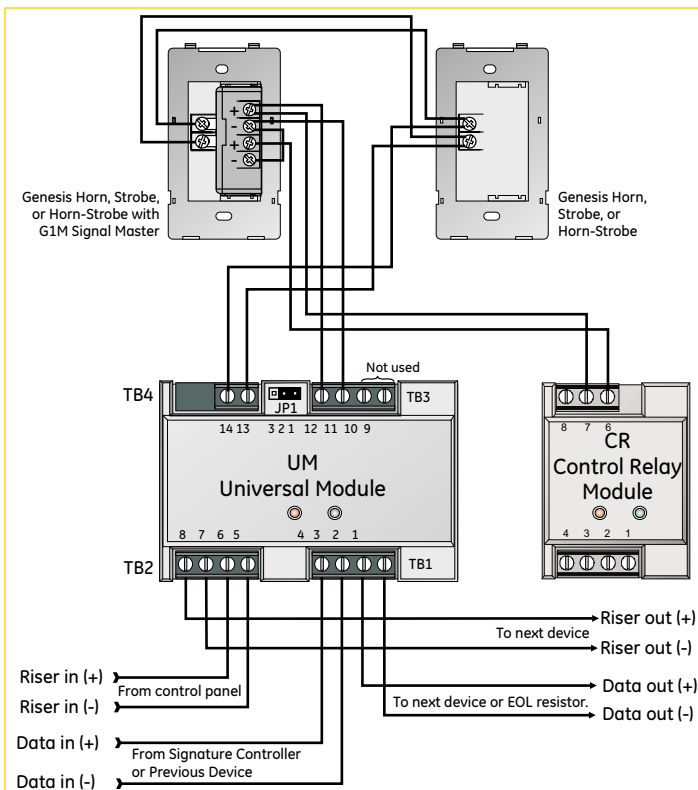 +
-
+
-
Genesis Horn, Strobe,
or Horn-Strobe with
G1M Signal Master
Genesis Horn,
Strobe, or
Horn-Strobe
Not used
TB4
JP1
TB3
14 13 3 2 1 12 11 10 9
8 7 6
UM
Universal Module
CR
Control Relay
Module
8 7 6 5 4 3 2 1
4 3 2 1
TB2
TB1
Riser out (+)
To next device
Riser out (-)
Riser in (+)
From control panel
Riser in (-)
Data out (+)
To next device or EOL resistor.
Data out (-)
Data in (+)
From Signature Controller
or Previous Device
Data in (-)